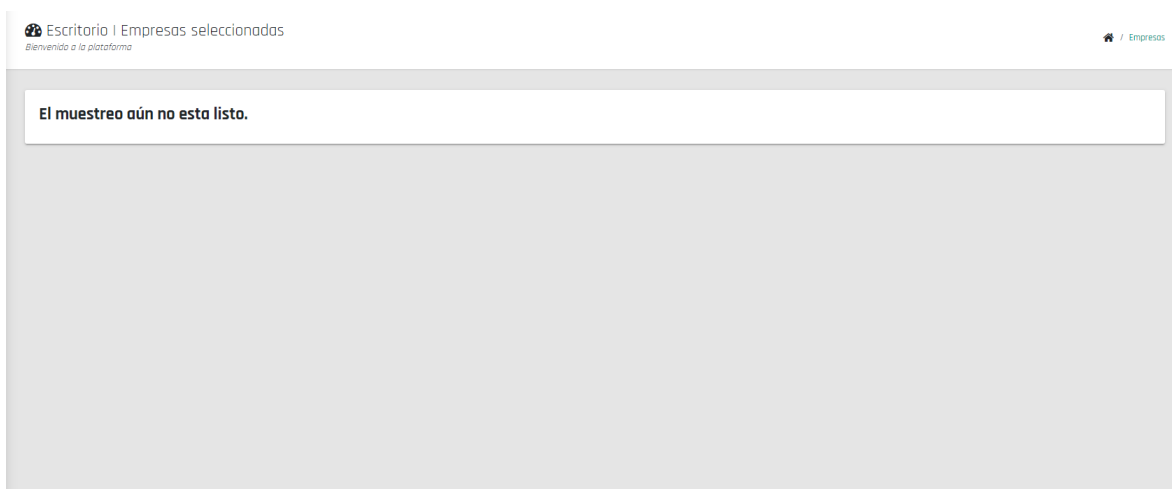 Escritorio | Empresas seleccionadas
Bienvenido a la plataforma
/ Empresas
El muestreo aún no esta listo.